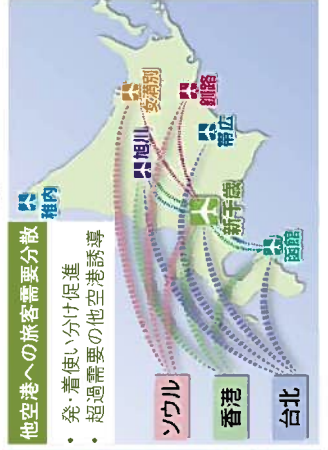 他空港への旅客需要分散
・ 発・着使い分け促進
・ 超過需要の他空港誘導
稚内
女満別
旭川
釧路
帯広
新千歳
函館
ソウル
香港
台北